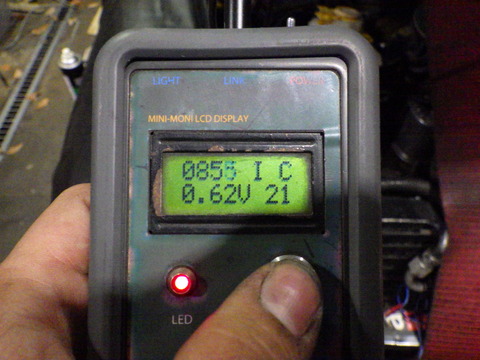 LIGHT LINK POWER
MINI-MONI LCD DISPLAY
0855 I C
0.62V 21
LED